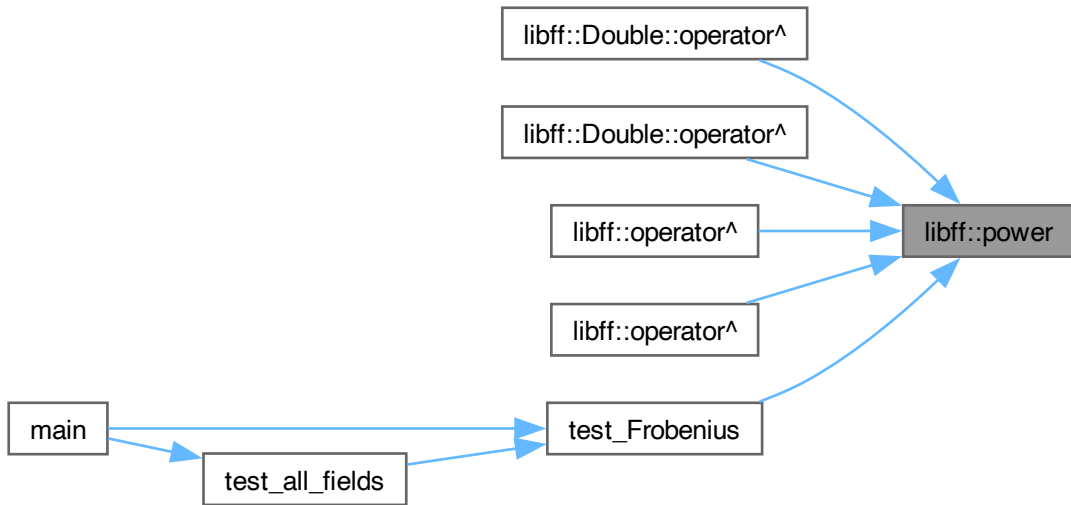 libff::Double::operator^
libff::Double::operator^
libff::operator^
libff::power
libff::operator^
main
test_Frobenius
test_all_fields